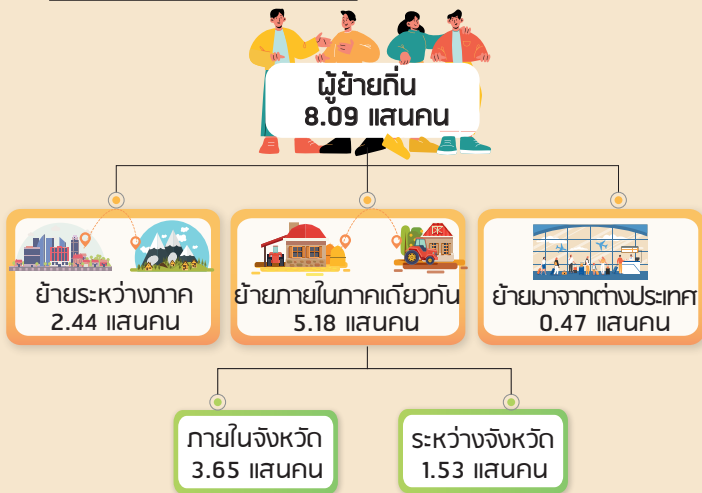 ผู้ย้ายถิ่น
8.09 แสนคน
ย้ายระหว่างภาค
2.44 แสนคน
ย้ายภายในภาคเดียวกัน
5.18 แสนคน
ย้ายมาจากต่างประเทศ
0.47 แสนคน
ภายในจังหวัด
3.65 แสนคน
ระหว่างจังหวัด
1.53 แสนคน